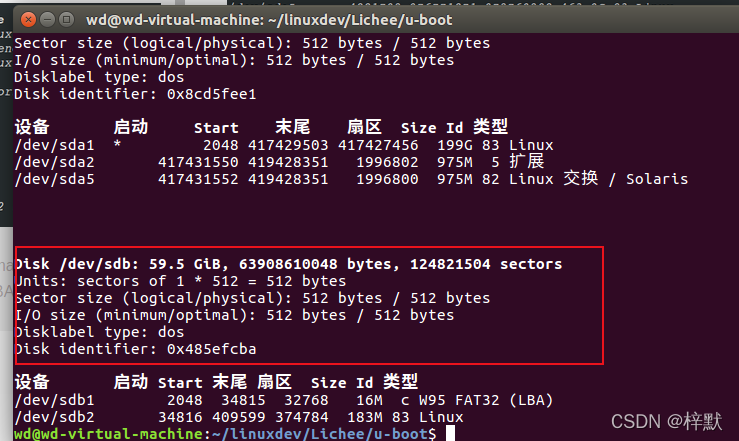 wd@wd-virtual-machine: ~/linuxdev/Lichee/u-boot
Sector size (logical/physical): 512 bytes / 512 bytes
I/O size (minimum/optimal): 512 bytes / 512 bytes
Disklabel type: dos
Disk identifier: 0x8cd5fee1
设备 启动 Start 末尾 扇区 Size Id 类型
/dev/sda1 * 2048 417429503 417427456 199G 83 Linux
/dev/sda2 417431550 419428351 1996802 975M 5 扩展
/dev/sda5 417431552 419428351 1996800 975M 82 Linux 交换 / Solaris
Disk /dev/sdb: 59.5 GiB, 63908610048 bytes, 124821504 sectors
Units: sectors of 1 * 512 = 512 bytes
Sector size (logical/physical): 512 bytes / 512 bytes
I/O size (minimum/optimal): 512 bytes / 512 bytes
Disklabel type: dos
Disk identifier: 0x485efcba
设备 启动 Start 末尾 扇区 Size Id 类型
/dev/sdb1 2048 34815 32768 16M c W95 FAT32 (LBA)
/dev/sdb2 34816 409599 374784 183M 83 Linux
wd@wd-virtual-machine:~/linuxdev/Lichee/u-boot$
CSDN @梓默